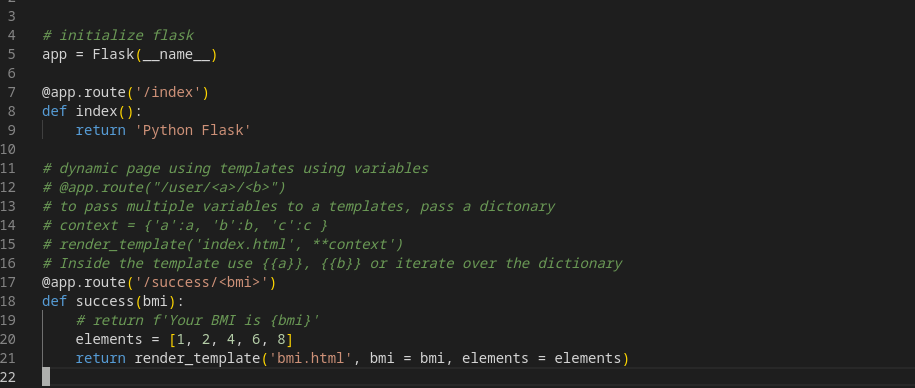 3
4 # initialize flask
5 app = Flask(__name__)
6
7 @app.route('/index')
8 def index():
9     return 'Python Flask'
10
11 # dynamic page using templates using variables
12 # @app.route("/user/<a>/<b>")
13 # to pass multiple variables to a templates, pass a dictonary
14 # context = {'a':a, 'b':b, 'c':c }
15 # render_template('index.html', **context')
16 # Inside the template use {{a}}, {{b}} or iterate over the dictionary
17 @app.route('/success/<bmi>')
18 def success(bmi):
19     # return f'Your BMI is {bmi}'
20     elements = [1, 2, 4, 6, 8]
21     return render_template('bmi.html', bmi = bmi, elements = elements)
22